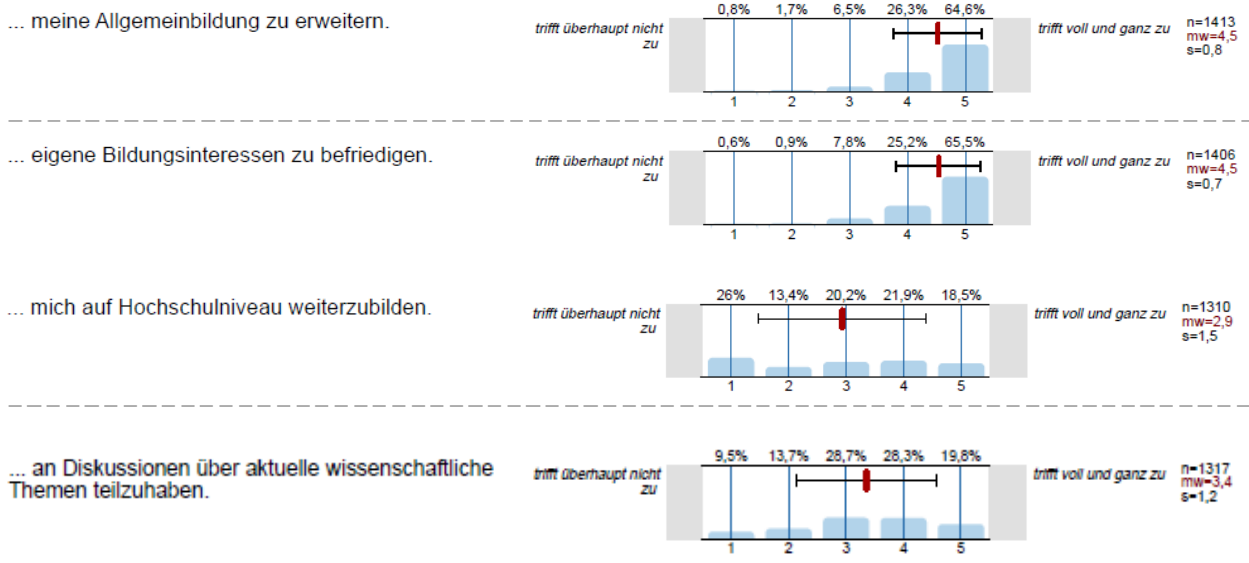 ... meine Allgemeinbildung zu erweitern.
trifft überhaupt nicht
zu
0,8% 1,7% 6,5% 26,3% 64,6%
1 2 3 4 5
trifft voll und ganz zu
n=1413
mw=4,5
s=0,8
... eigene Bildungsinteressen zu befriedigen.
trifft überhaupt nicht
zu
0,6% 0,9% 7,8% 25,2% 65,5%
1 2 3 4 5
trifft voll und ganz zu
n=1406
mw=4,5
s=0,7
... mich auf Hochschulniveau weiterzubilden.
trifft überhaupt nicht
zu
26% 13,4% 20,2% 21,9% 18,5%
1 2 3 4 5
trifft voll und ganz zu
n=1310
mw=2,9
s=1,5
... an Diskussionen über aktuelle wissenschaftliche
Themen teilzuhaben.
trifft überhaupt nicht
zu
9,5% 13,7% 28,7% 28,3% 19,8%
1 2 3 4 5
trifft voll und ganz zu
n=1317
mw=3,4
s=1,2